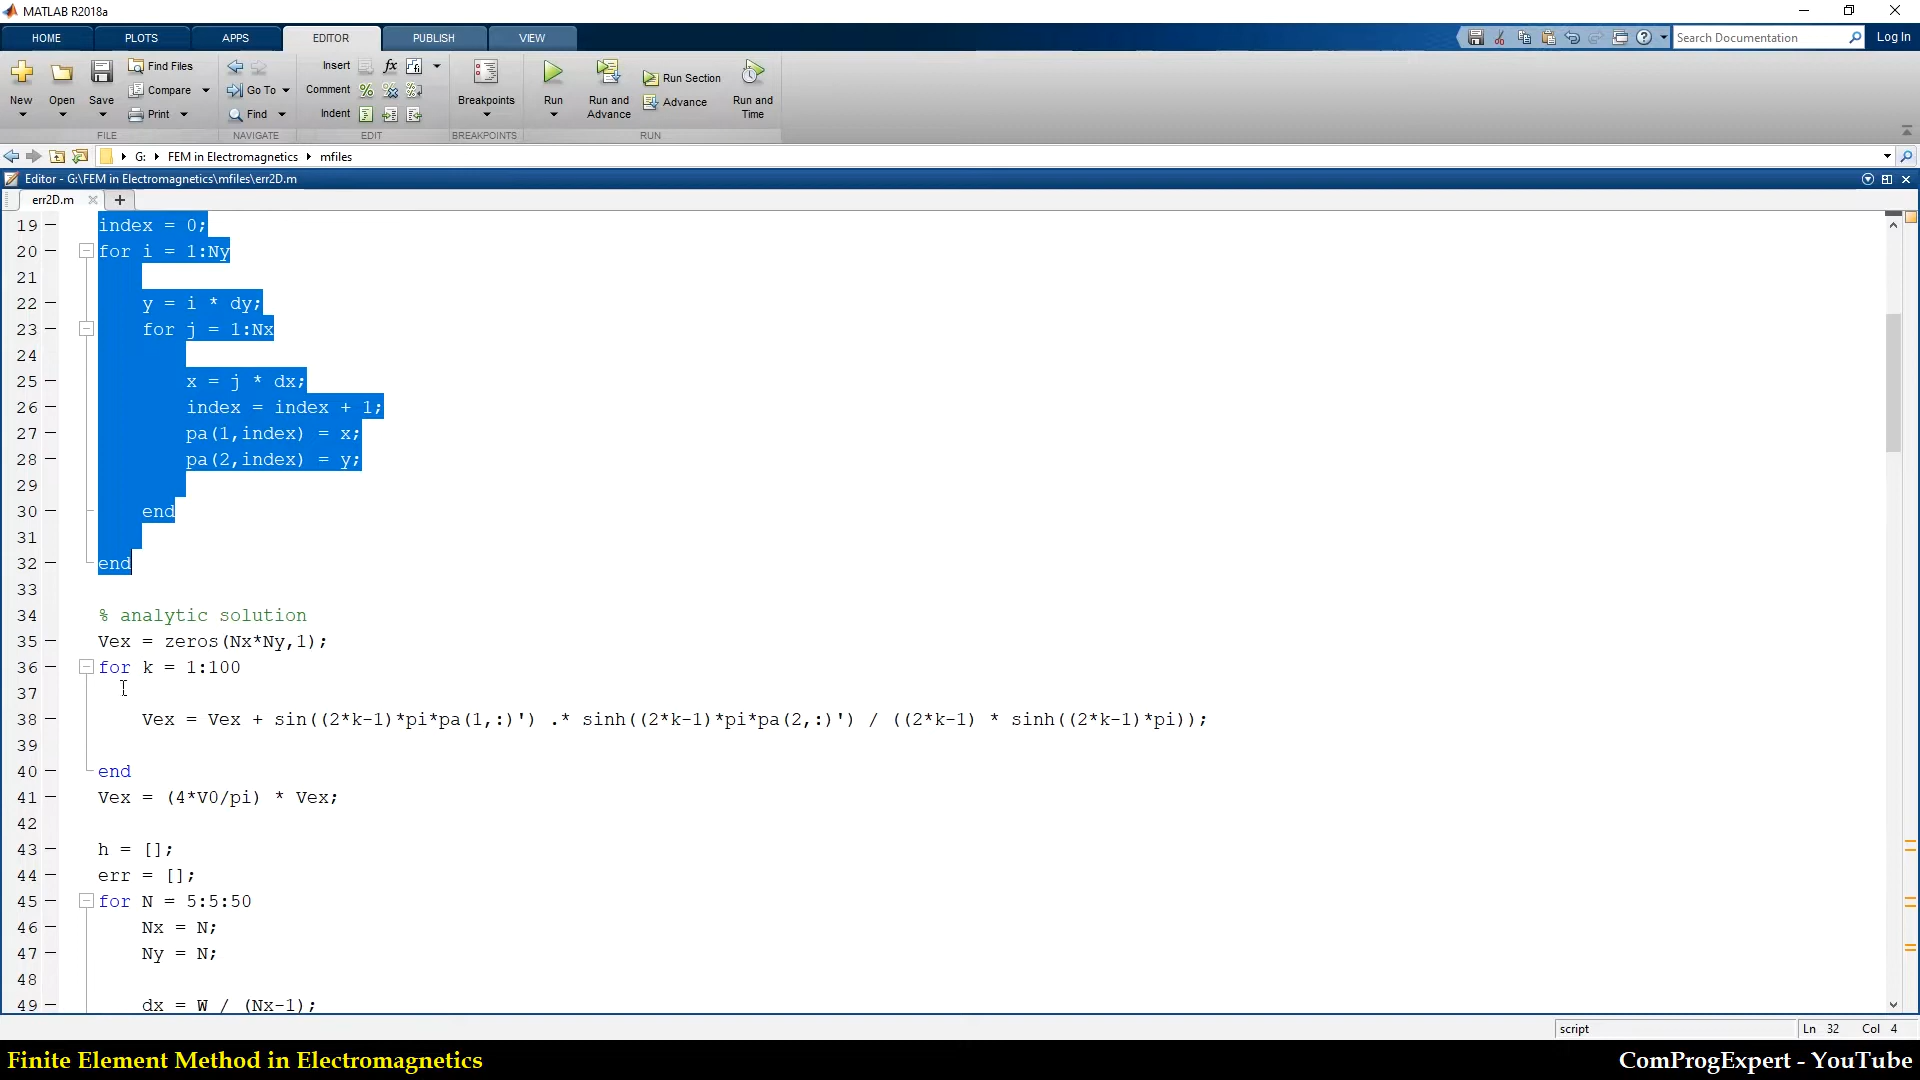 MATLAB R2018a
HOME PLOTS APPS EDITOR PUBLISH VIEW
Search Documentation
Log In
New Open Save
Find Files
Compare
Print
Go To
Find
Insert fx
Comment
Indent
Breakpoints
Run
Run and Advance
Run Section
Advance
Run and Time
FILE NAVIGATE EDIT BREAKPOINTS RUN
G: FEM in Electromagnetics mfiles
Editor - G:\FEM in Electromagnetics\mfiles\err2D.m
err2D.m
19 index = 0;
20 for i = 1:Ny
21
22 y = i * dy;
23 for j = 1:Nx
24
25 x = j * dx;
26 index = index + 1;
27 pa(1,index) = x;
28 pa(2,index) = y;
29
30 end
31
32 end
33
34 % analytic solution
35 Vex = zeros(Nx*Ny,1);
36 for k = 1:100
37
38 Vex = Vex + sin((2*k-1)*pi*pa(1,:)') .* sinh((2*k-1)*pi*pa(2,:)') / ((2*k-1) * sinh((2*k-1)*pi));
39
40 end
41 Vex = (4*V0/pi) * Vex;
42
43 h = [];
44 err = [];
45 for N = 5:5:50
46 Nx = N;
47 Ny = N;
48
49 dx = W / (Nx-1);
script Ln 32 Col 4
Finite Element Method in Electromagnetics
ComProgExpert - YouTube